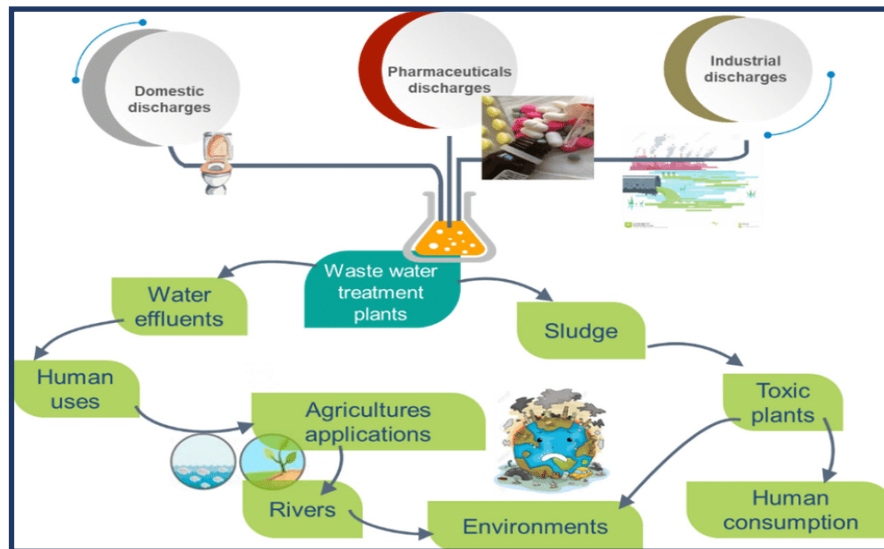 Domestic
discharges
Pharmaceuticals
discharges
Industrial
discharges
Waste water
treatment
plants
Water
effluents
Sludge
Human
uses
Agricultures
applications
Toxic
plants
Rivers
Environments
Human
consumption